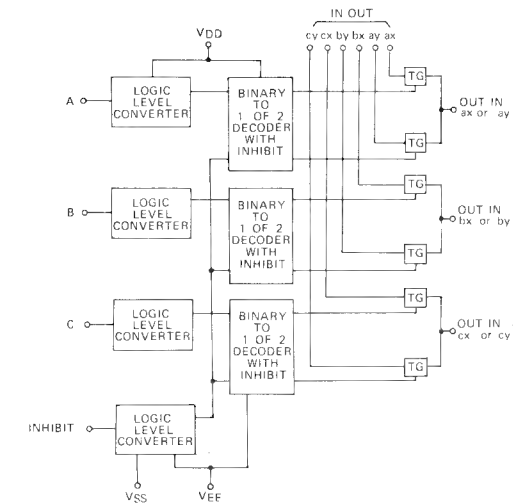 IN OUT
cy cx by bx ay ax
VDD
A
LOGIC
LEVEL
CONVERTER
BINARY
TO
1 OF 2
DECODER
WITH
INHIBIT
TG
TG
OUT IN
ax or ay
B
LOGIC
LEVEL
CONVERTER
BINARY
TO
1 OF 2
DECODER
WITH
INHIBIT
TG
TG
OUT IN
bx or by
C
LOGIC
LEVEL
CONVERTER
BINARY
TO
1 OF 2
DECODER
WITH
INHIBIT
TG
TG
OUT IN
cx or cy
INHIBIT
LOGIC
LEVEL
CONVERTER
VSS
VEE